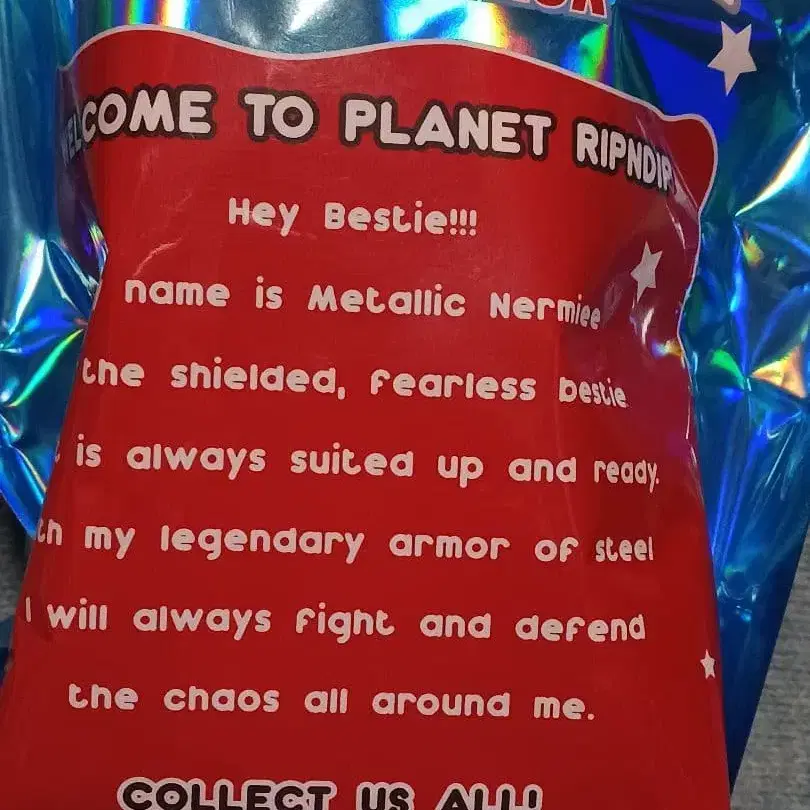 WELCOME TO PLANET RIPNDIP
Hey Bestie!!!
name is Metallic Nermiee
the shielded, fearless bestie
is always suited up and ready.
my legendary armor of steel
I will always fight and defend
the chaos all around me.
COLLECT US ALL!